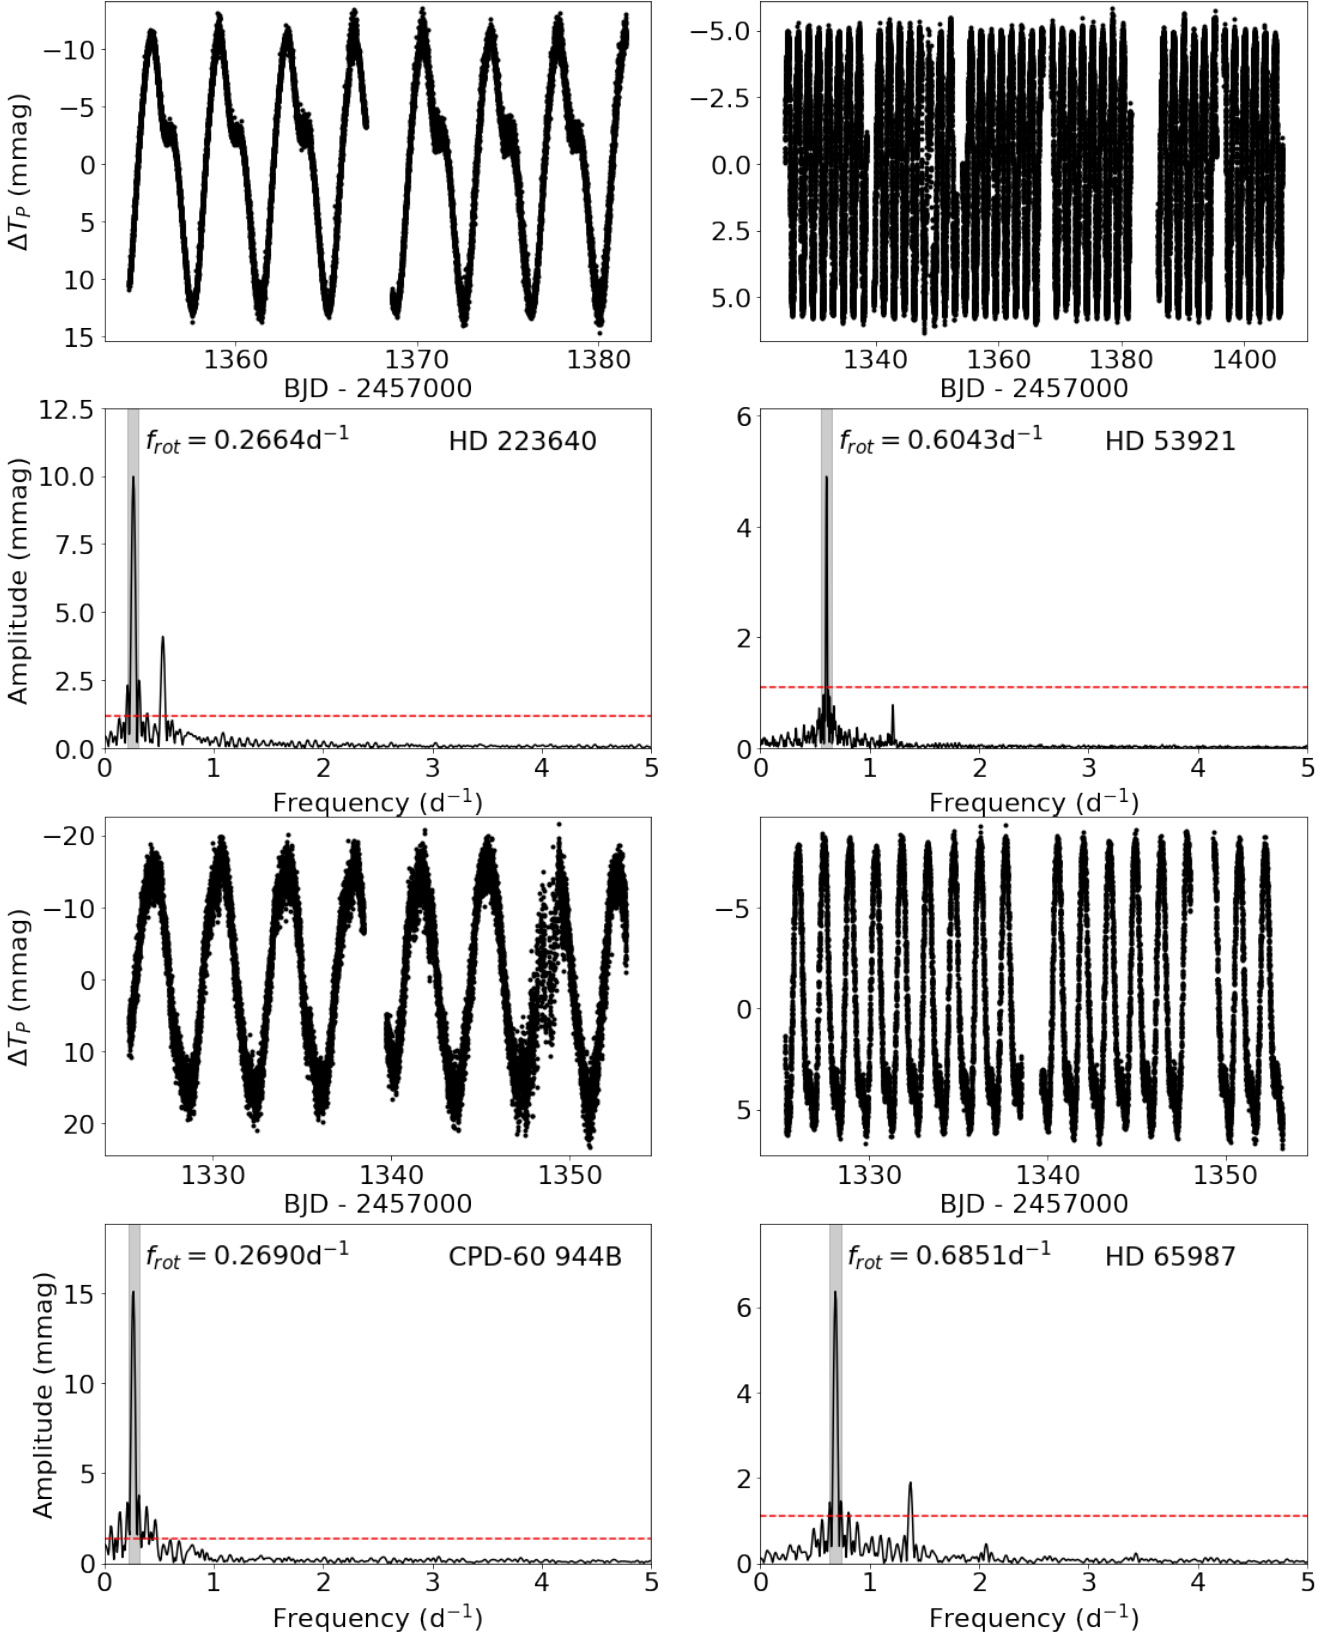 −10
−5
0
5
10
15
ΔT_P (mmag)
1360 1370 1380
BJD - 2457000
−5.0
−2.5
0.0
2.5
5.0
1340 1360 1380 1400
BJD - 2457000
12.5
10.0
7.5
5.0
2.5
0.0
Amplitude (mmag)
f_rot = 0.2664d⁻¹ HD 223640
0 1 2 3 4 5
Frequency (d⁻¹)
6
4
2
0
f_rot = 0.6043d⁻¹ HD 53921
0 1 2 3 4 5
Frequency (d⁻¹)
−20
−10
0
10
20
ΔT_P (mmag)
1330 1340 1350
BJD - 2457000
−5
0
5
1330 1340 1350
BJD - 2457000
15
10
5
0
Amplitude (mmag)
f_rot = 0.2690d⁻¹ CPD-60 944B
0 1 2 3 4 5
Frequency (d⁻¹)
6
4
2
0
f_rot = 0.6851d⁻¹ HD 65987
0 1 2 3 4 5
Frequency (d⁻¹)